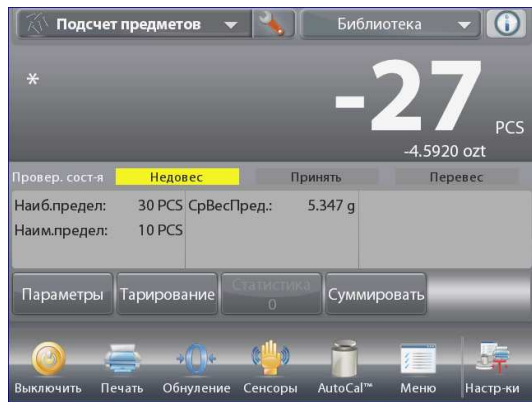 Подсчет предметов
Библиотека
*
-27 PCS
-4.5920 ozt
Провер. сост-я Недовес Принять Перевес
Наиб.предел: 30 PCS СрВесПред.: 5.347 g
Наим.предел: 10 PCS
Параметры Тарирование Статистика 0 Суммировать
Выключить Печать Обнуление Сенсоры AutoCal™ Меню Настр-ки